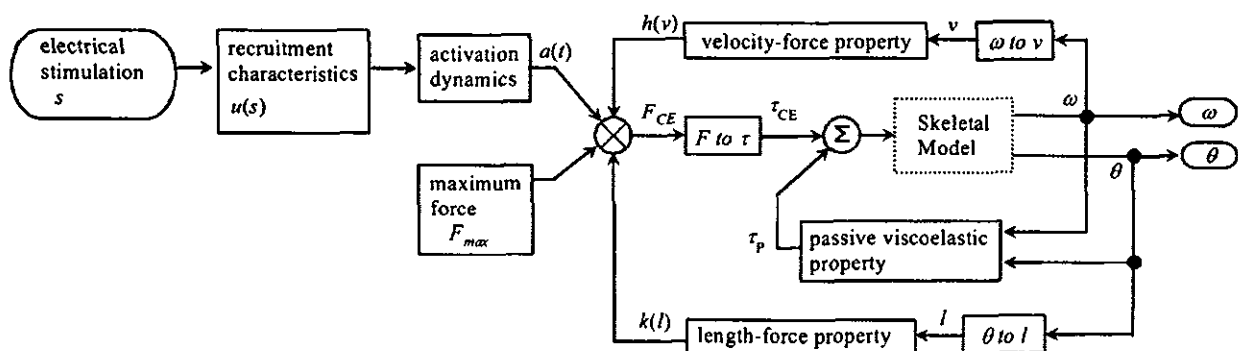 electrical
stimulation
s
recruitment
characteristics
u(s)
activation
dynamics
a(t)
maximum
force
F_max
h(v)
velocity-force property
v
ω to v
F_CE
F to τ
τ_CE
Σ
Skeletal
Model
ω
ω
θ
θ
τ_P
passive viscoelastic
property
k(l)
length-force property
l
θ to l